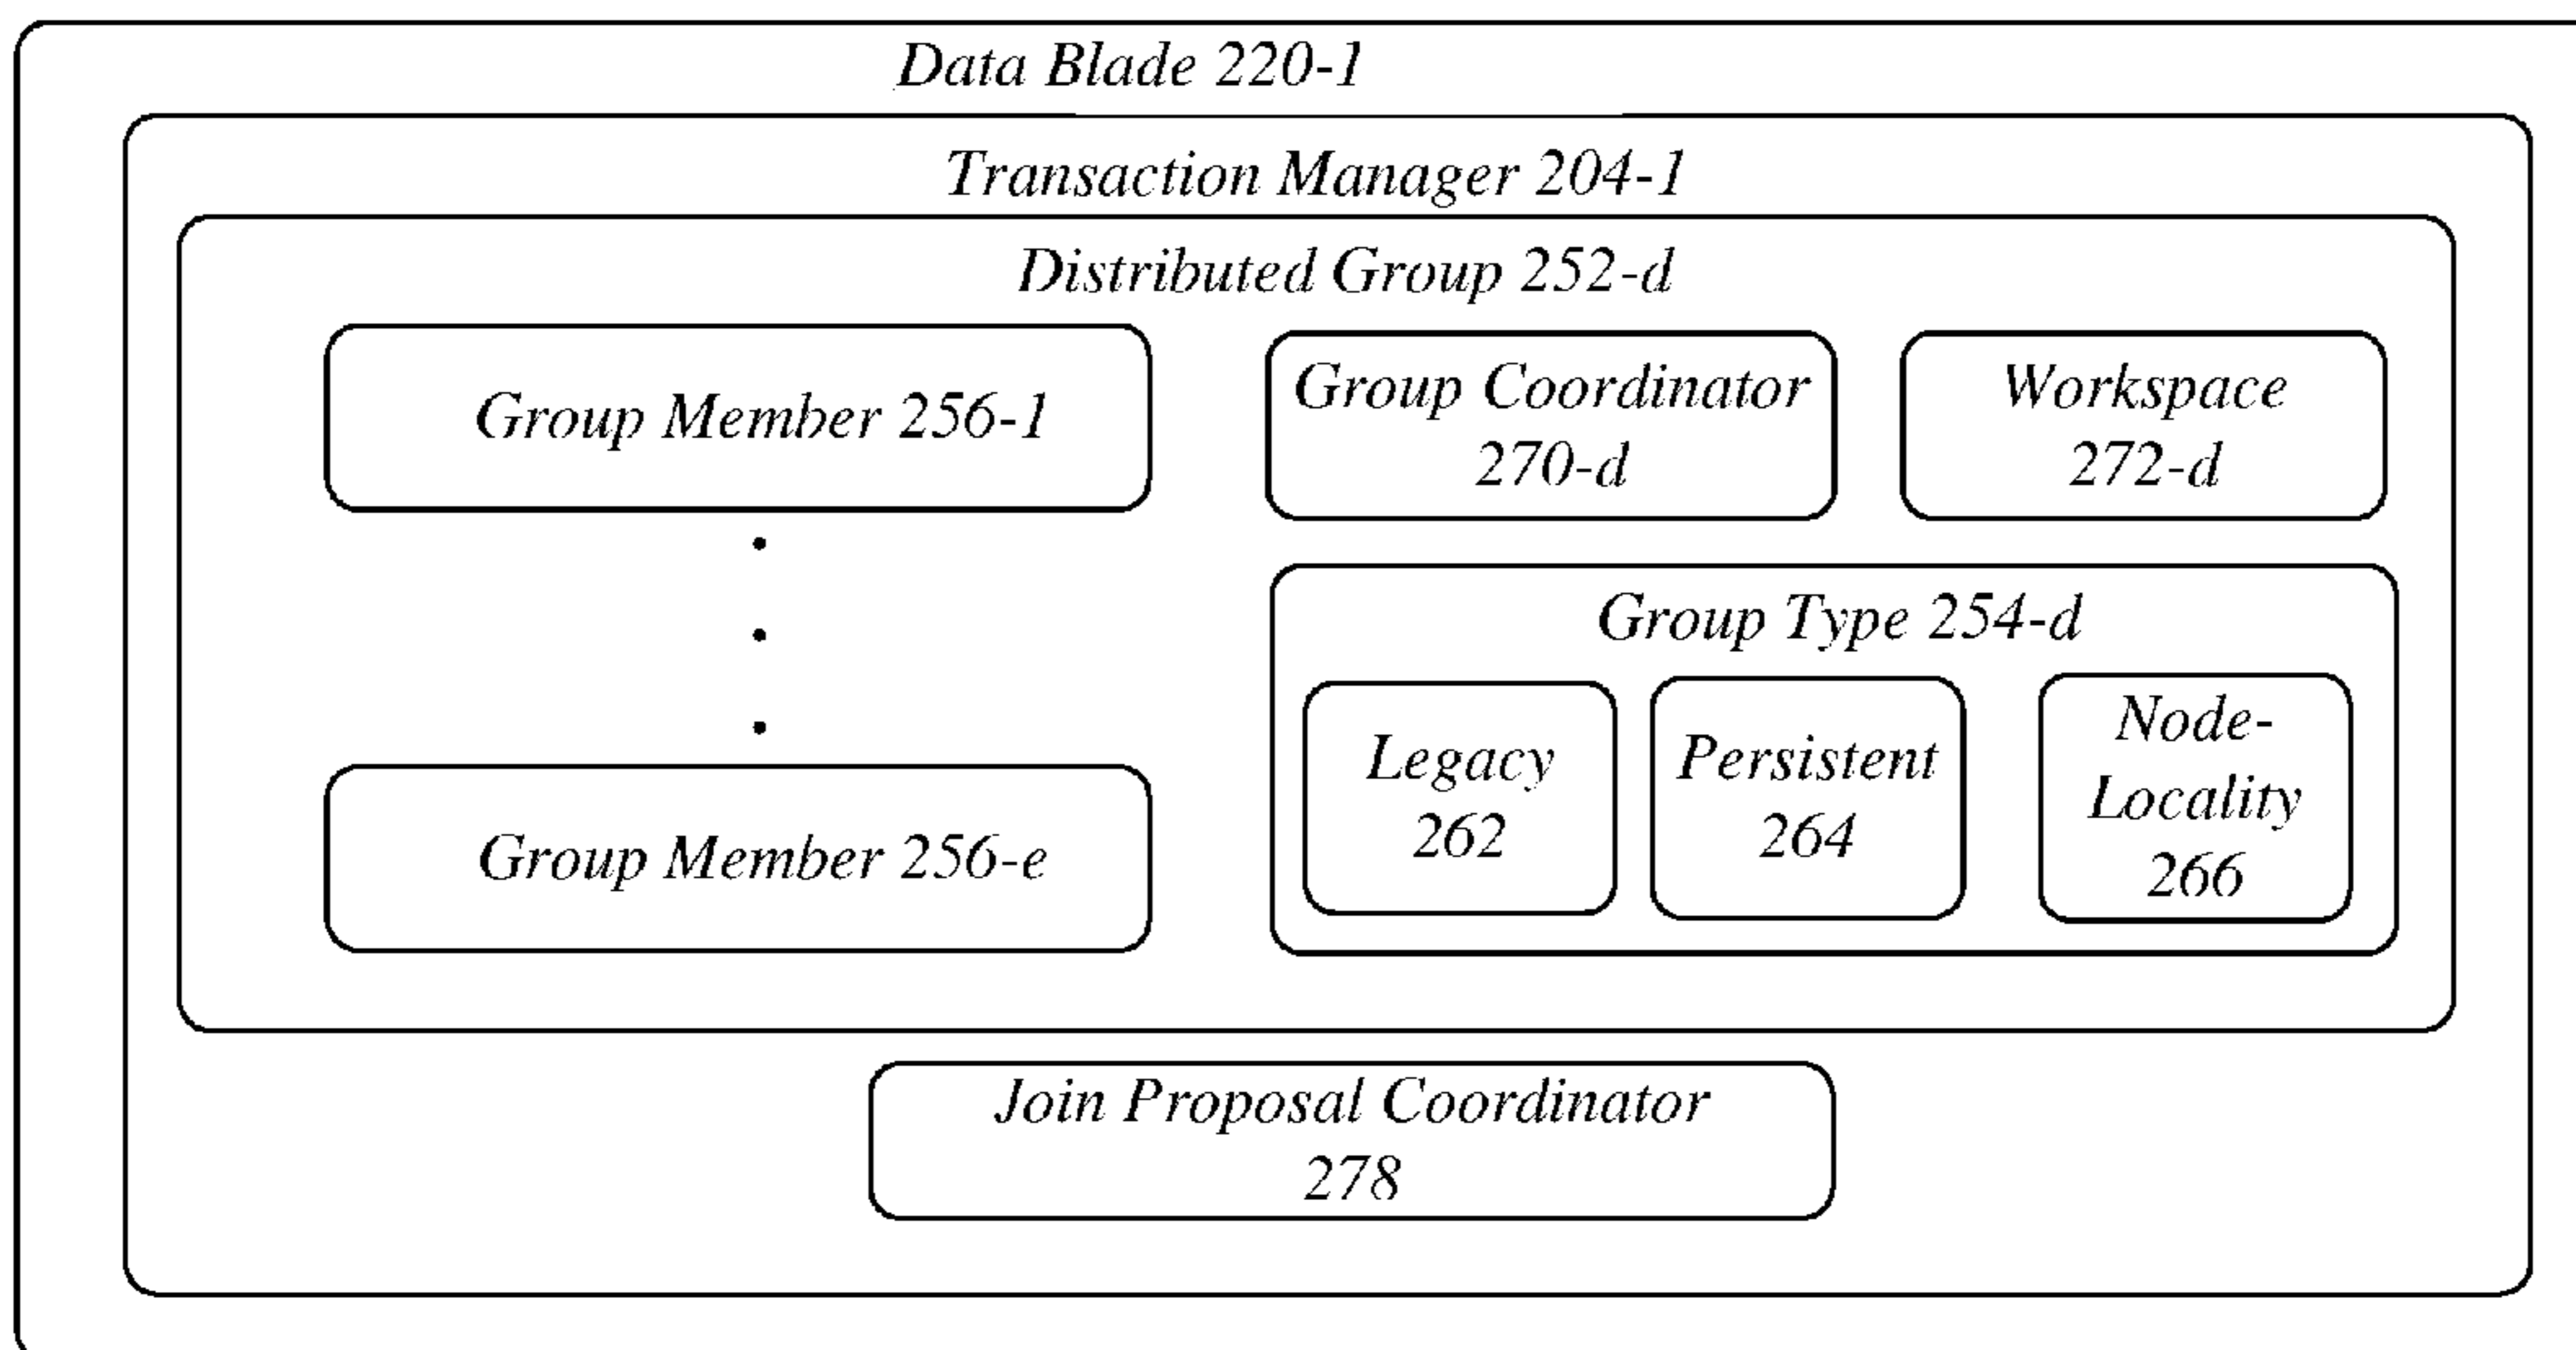 Data Blade 220-1
Transaction Manager 204-1
Distributed Group 252-d
Group Member 256-1
Group Coordinator
270-d
Workspace
272-d
Group Type 254-d
Legacy
262
Persistent
264
Node-
Locality
266
Group Member 256-e
Join Proposal Coordinator
278